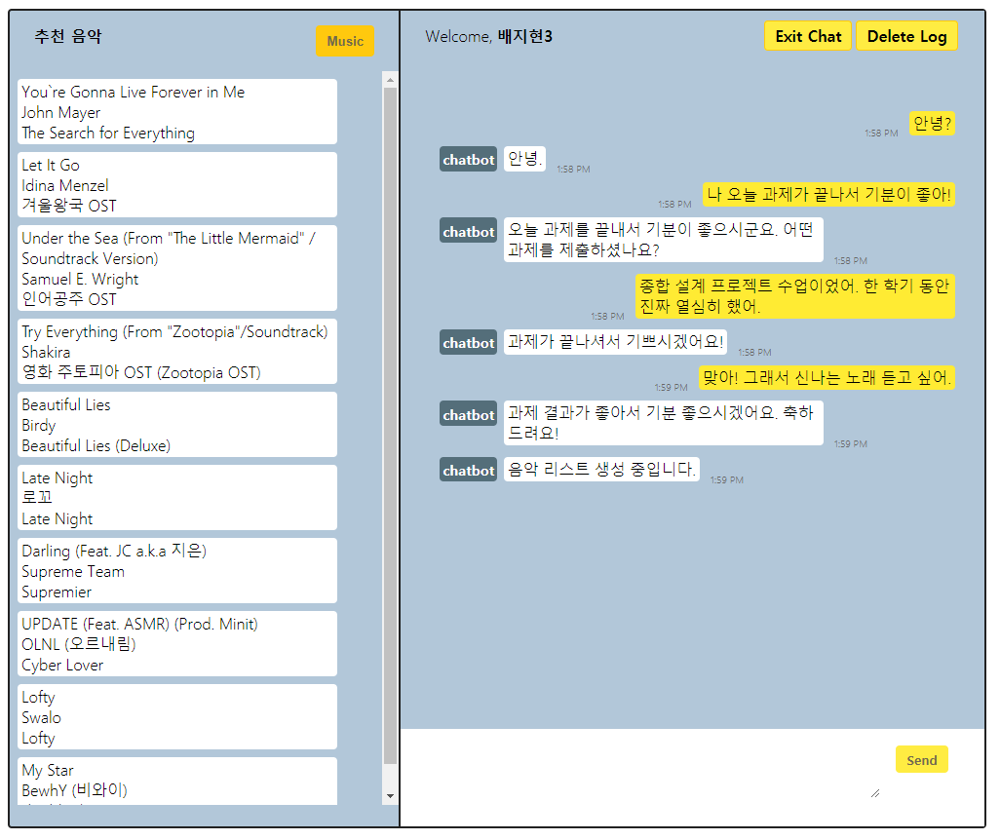 추천 음악
Music
You`re Gonna Live Forever in Me
John Mayer
The Search for Everything
Let It Go
Idina Menzel
겨울왕국 OST
Under the Sea (From "The Little Mermaid" /
Soundtrack Version)
Samuel E. Wright
인어공주 OST
Try Everything (From "Zootopia"/Soundtrack)
Shakira
영화 주토피아 OST (Zootopia OST)
Beautiful Lies
Birdy
Beautiful Lies (Deluxe)
Late Night
로꼬
Late Night
Darling (Feat. JC a.k.a 지은)
Supreme Team
Supremier
UPDATE (Feat. ASMR) (Prod. Minit)
OLNL (오르내림)
Cyber Lover
Lofty
Swalo
Lofty
My Star
BewhY (비와이)
Welcome, 배지현3
Exit Chat
Delete Log
1:58 PM 안녕?
chatbot 안녕. 1:58 PM
1:58 PM 나 오늘 과제가 끝나서 기분이 좋아!
chatbot 오늘 과제를 끝내서 기분이 좋으시군요. 어떤
과제를 제출하셨나요? 1:58 PM
종합 설계 프로젝트 수업이었어. 한 학기 동안
1:58 PM 진짜 열심히 했어.
chatbot 과제가 끝나셔서 기쁘시겠어요! 1:58 PM
1:59 PM 맞아! 그래서 신나는 노래 듣고 싶어.
chatbot 과제 결과가 좋아서 기분 좋으시겠어요. 축하
드려요! 1:59 PM
chatbot 음악 리스트 생성 중입니다. 1:59 PM
Send